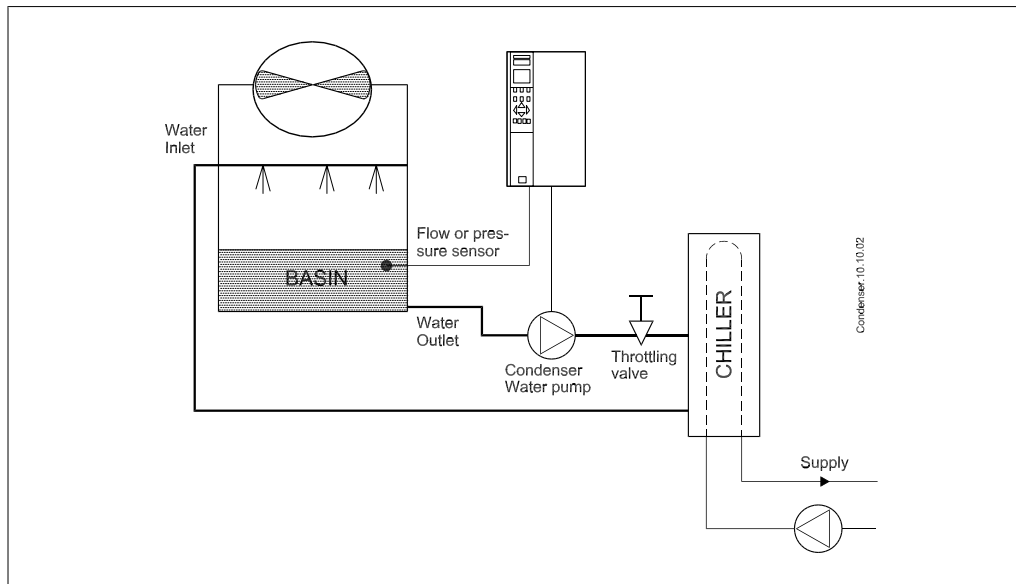 Water
Inlet
Flow or pres-
sure sensor
BASIN
Water
Outlet
Condenser
Water pump
Throttling
valve
CHILLER
Condenser.10.10.02
Supply